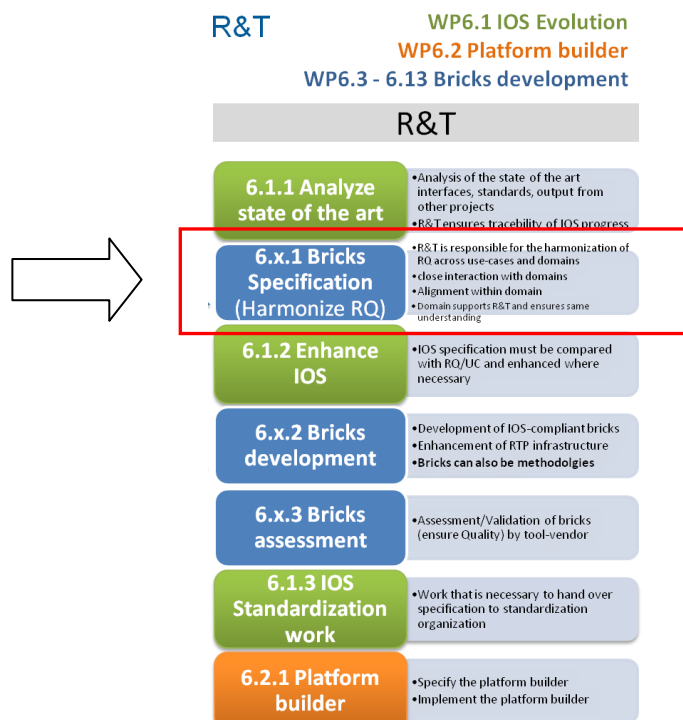 R&T
WP6.1 IOS Evolution
WP6.2 Platform builder
WP6.3 - 6.13 Bricks development
R&T
6.1.1 Analyze
state of the art
•Analysis of the state of the art
interfaces, standards, output from
other projects
•R&T ensures tracebility of IOS progress
6.x.1 Bricks
Specification
(Harmonize RQ)
•R&T is responsible for the harmonization of
RQ across use-cases and domains
•close interaction with domains
•Alignment within domain
•Domain supports R&T and ensures same
understanding
6.1.2 Enhance
IOS
•IOS specification must be compared
with RQ/UC and enhanced where
necessary
6.x.2 Bricks
development
•Development of IOS-compliant bricks
•Enhancement of RTP infrastructure
•Bricks can also be methodolgies
6.x.3 Bricks
assessment
•Assessment/Validation of bricks
(ensure Quality) by tool-vendor
6.1.3 IOS
Standardization
work
•Work that is necessary to hand over
specification to standardization
organization
6.2.1 Platform
builder
•Specify the platform builder
•Implement the platform builder